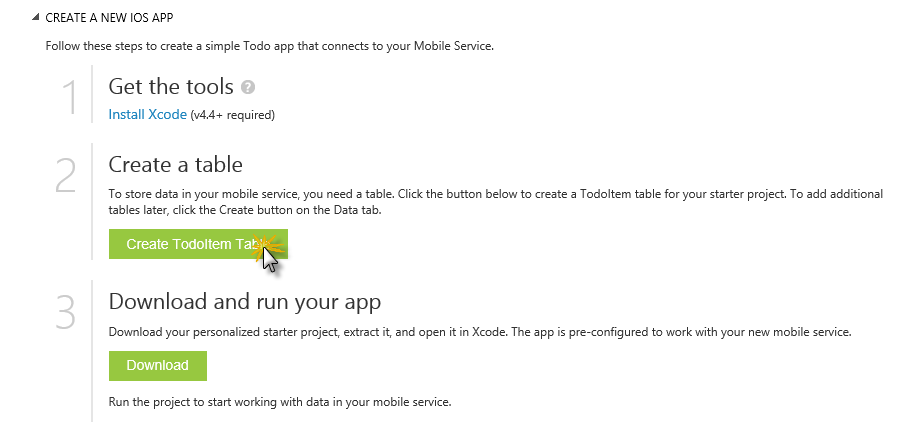 CREATE A NEW IOS APP
Follow these steps to create a simple Todo app that connects to your Mobile Service.
1
Get the tools ?
Install Xcode (v4.4+ required)
2
Create a table
To store data in your mobile service, you need a table. Click the button below to create a TodoItem table for your starter project. To add additional
tables later, click the Create button on the Data tab.
Create TodoItem Table
3
Download and run your app
Download your personalized starter project, extract it, and open it in Xcode. The app is pre-configured to work with your new mobile service.
Download
Run the project to start working with data in your mobile service.